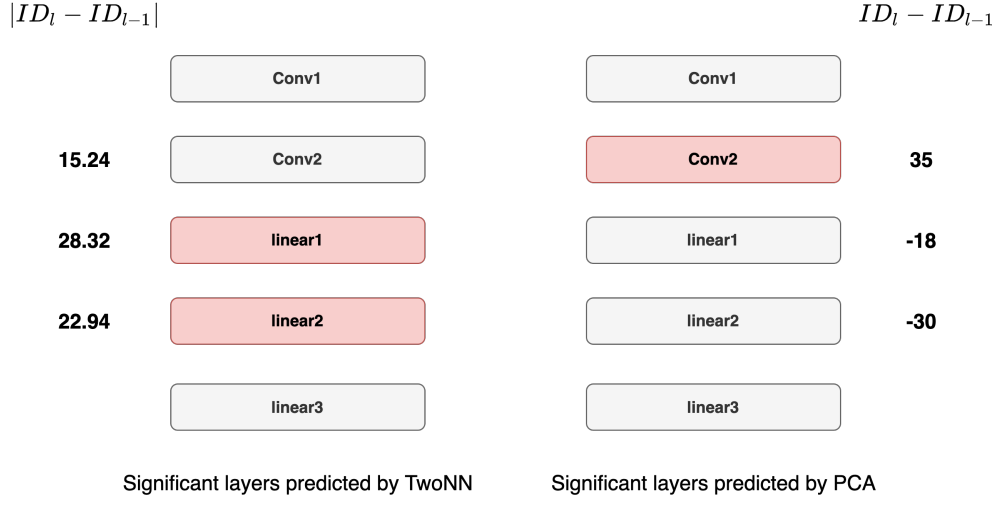 |ID_l − ID_{l−1}|
ID_l − ID_{l−1}
Conv1
Conv1
15.24
Conv2
Conv2
35
28.32
linear1
linear1
-18
22.94
linear2
linear2
-30
linear3
linear3
Significant layers predicted by TwoNN
Significant layers predicted by PCA